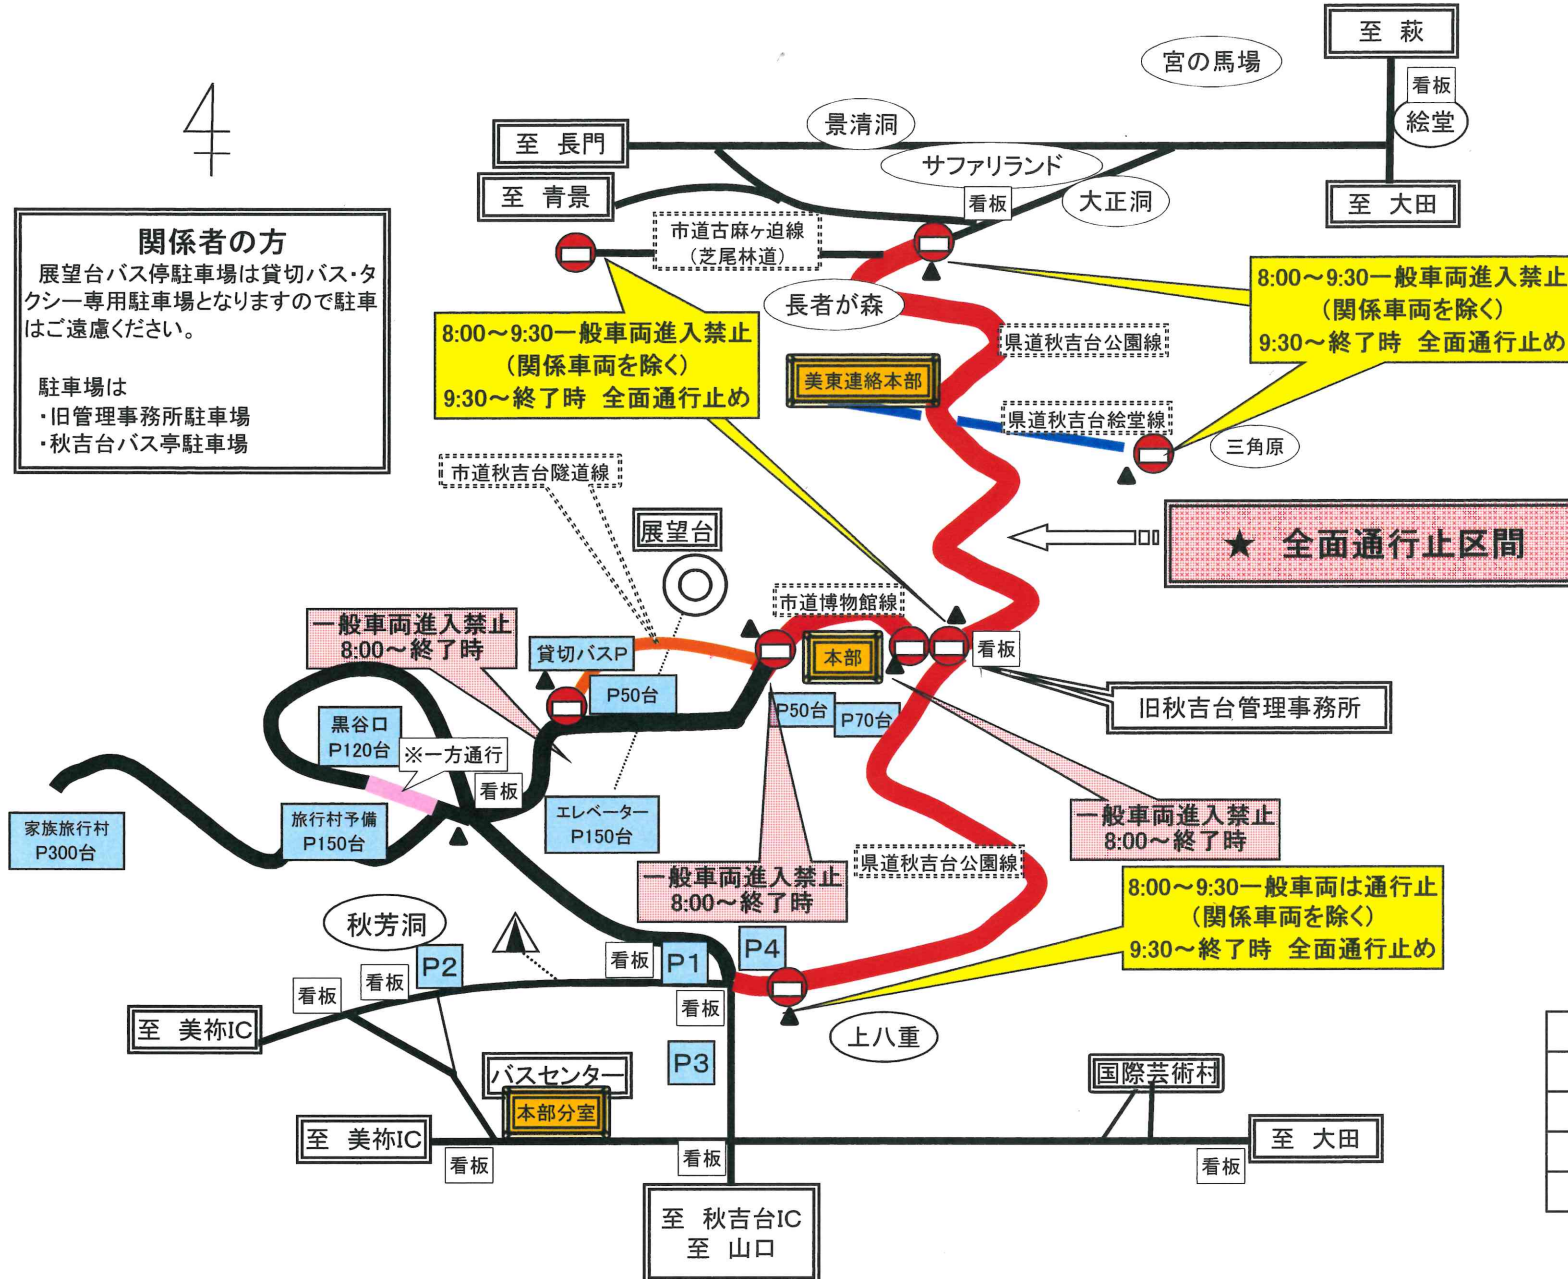 至 萩
宮の馬場
看板
絵堂
景清洞
至 長門
サファリランド
至 青景
看板
大正洞
至 大田
関係者の方
展望台バス停駐車場は貸切バス・タ
クシー専用駐車場となりますので駐車
はご遠慮ください。
駐車場は
・旧管理事務所駐車場
・秋吉台バス亭駐車場
市道古麻ヶ迫線
(芝尾林道)
長者が森
8:00～9:30一般車両進入禁止
(関係車両を除く)
9:30～終了時 全面通行止め
8:00～9:30一般車両進入禁止
(関係車両を除く)
9:30～終了時 全面通行止め
県道秋吉台公園線
美東連絡本部
県道秋吉台絵堂線
三角原
市道秋吉台隧道線
展望台
★ 全面通行止区間
市道博物館線
一般車両進入禁止
8:00～終了時
貸切バスP
本部
看板
P50台
P50台
P70台
旧秋吉台管理事務所
黒谷口
P120台
※一方通行
看板
家族旅行村
P300台
旅行村予備
P150台
エレベーター
P150台
一般車両進入禁止
8:00～終了時
一般車両進入禁止
8:00～終了時
県道秋吉台公園線
8:00～9:30一般車両は通行止
(関係車両を除く)
9:30～終了時 全面通行止め
秋芳洞
P2
看板
看板
看板
P1
P4
看板
至 美祢IC
上八重
P3
バスセンター
本部分室
国際芸術村
至 美祢IC
看板
看板
看板
至 大田
至 秋吉台IC
至 山口